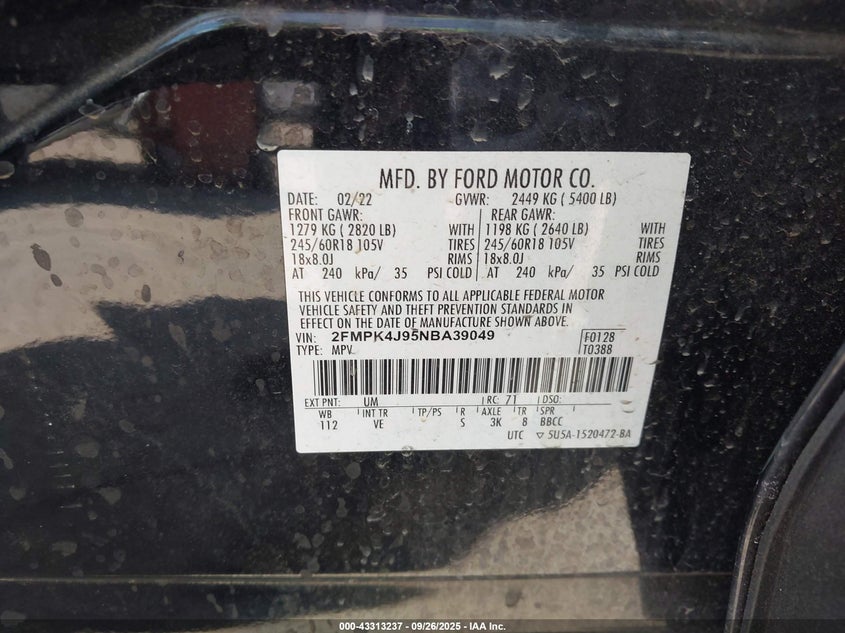 MFD. BY FORD MOTOR CO.
DATE: 02/22 GVWR: 2449 KG ( 5400 LB)
FRONT GAWR: REAR GAWR:
1279 KG ( 2820 LB) WITH 1198 KG ( 2640 LB) WITH
245/60R18 105V TIRES 245/60R18 105V TIRES
18x8.0J RIMS 18x8.0J RIMS
AT 240 kPa/ 35 PSI COLD AT 240 kPa/ 35 PSI COLD
THIS VEHICLE CONFORMS TO ALL APPLICABLE FEDERAL MOTOR
VEHICLE SAFETY AND THEFT PREVENTION STANDARDS IN
EFFECT ON THE DATE OF MANUFACTURE SHOWN ABOVE.
VIN: 2FMPK4J95NBA39049 F0128
TYPE: MPV T0388
EXT PNT: UM RC: 71 DSO:
WB INT TR TP/PS R AXLE TR SPR
112 VE S 3K 8 BBCC
UTC ▽ 5U5A-1520472-BA
000-43313237 - 09/26/2025 - IAA Inc.